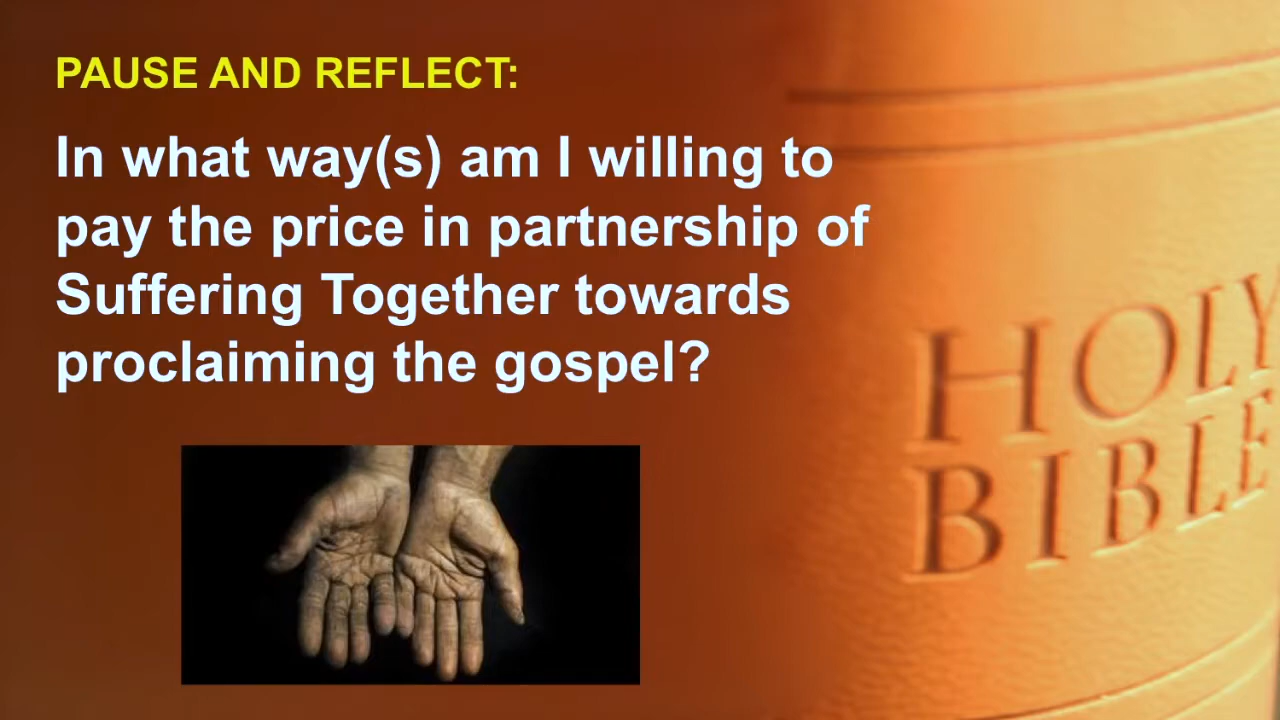 PAUSE AND REFLECT:
In what way(s) am I willing to
pay the price in partnership of
Suffering Together towards
proclaiming the gospel?
HOLY
BIBLE